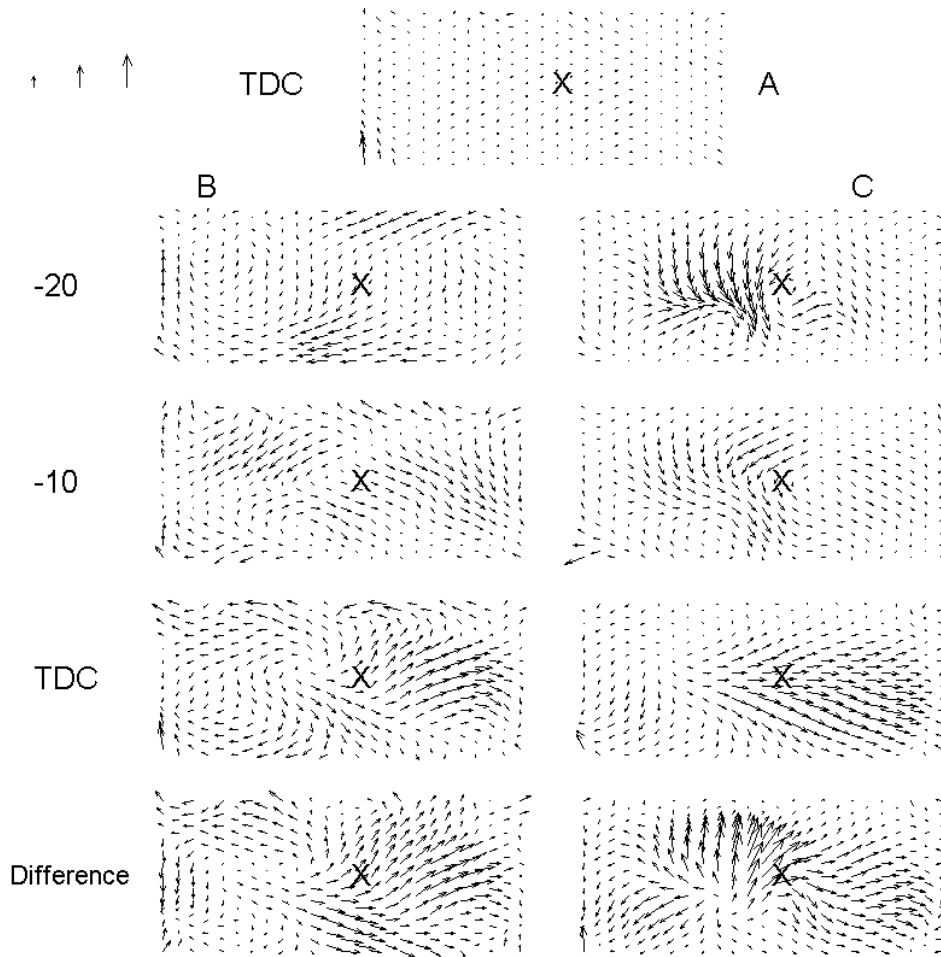 TDC X A
B C
-20 X X
-10 X X
TDC X X
Difference X X